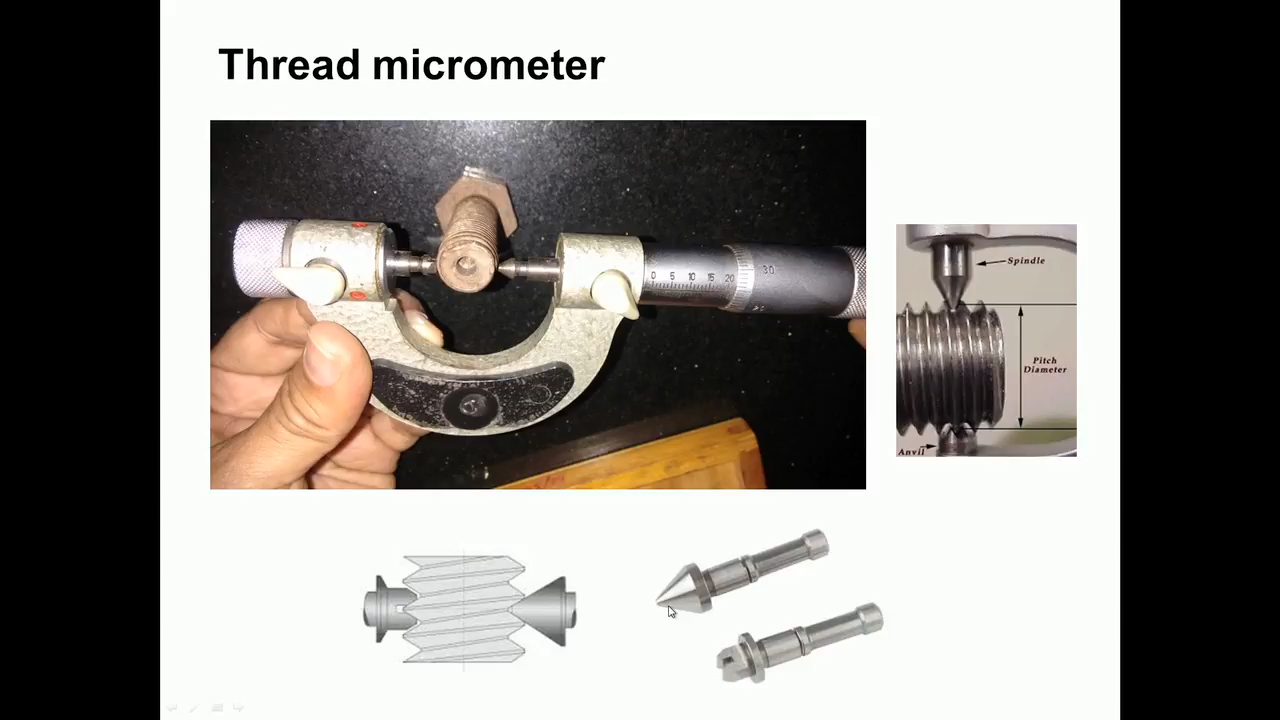 Thread micrometer
0 5 10 15 20
30
Spindle
Pitch
Diameter
Anvil